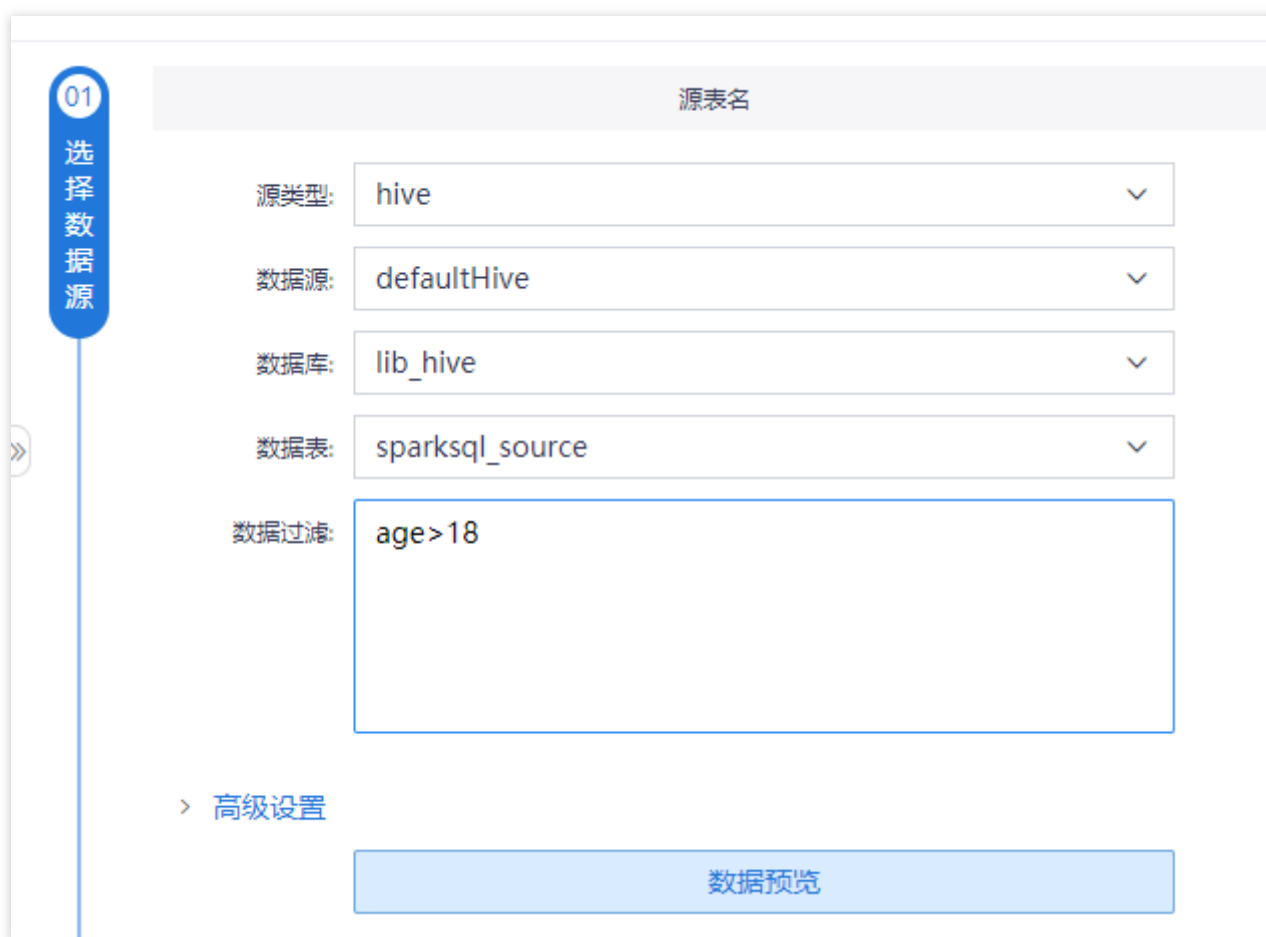 01
选择数据源
源表名
源类型: hive
数据源: defaultHive
数据库: lib_hive
数据表: sparksql_source
数据过滤: age>18
高级设置
数据预览